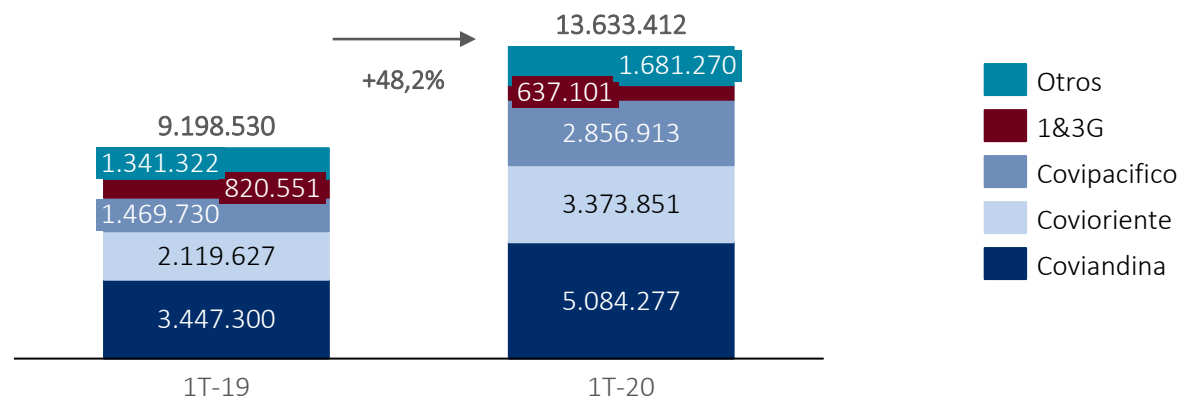 13.633.412
+48,2%
9.198.530
1.681.270
637.101
2.856.913
3.373.851
5.084.277
1.341.322
820.551
1.469.730
2.119.627
3.447.300
1T-19
1T-20
Otros
1&3G
Covipacifico
Covioriente
Coviandina